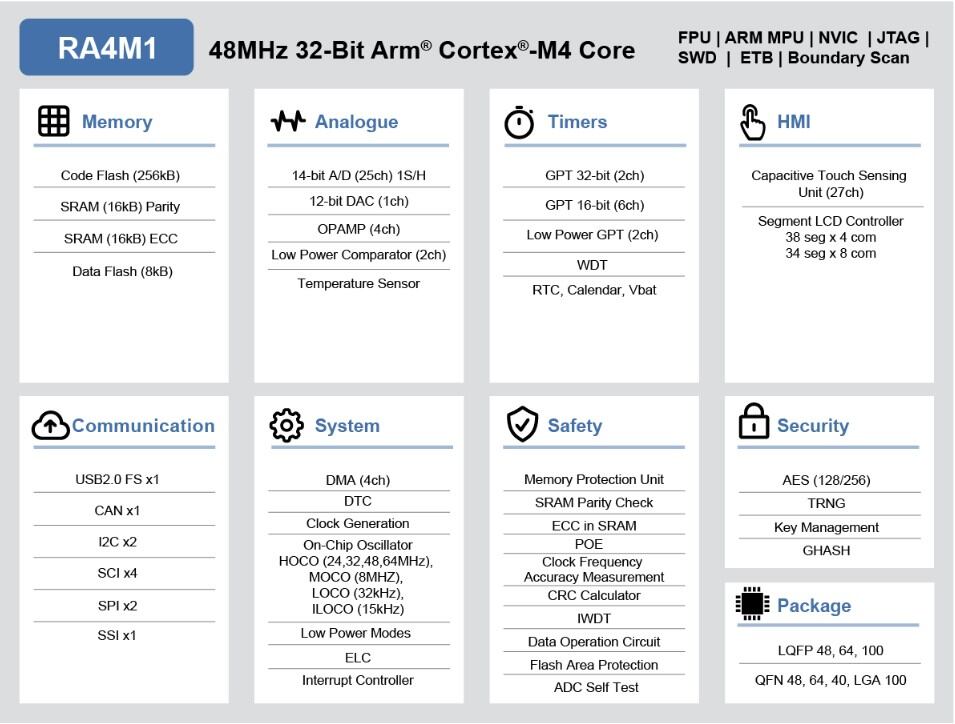 RA4M1
48MHz 32-Bit Arm® Cortex®-M4 Core
FPU | ARM MPU | NVIC | JTAG |
SWD | ETB | Boundary Scan
Memory
Code Flash (256kB)
SRAM (16kB) Parity
SRAM (16kB) ECC
Data Flash (8kB)
Analogue
14-bit A/D (25ch) 1S/H
12-bit DAC (1ch)
OPAMP (4ch)
Low Power Comparator (2ch)
Temperature Sensor
Timers
GPT 32-bit (2ch)
GPT 16-bit (6ch)
Low Power GPT (2ch)
WDT
RTC, Calendar, Vbat
HMI
Capacitive Touch Sensing
Unit (27ch)
Segment LCD Controller
38 seg x 4 com
34 seg x 8 com
Communication
USB2.0 FS x1
CAN x1
I2C x2
SCI x4
SPI x2
SSI x1
System
DMA (4ch)
DTC
Clock Generation
On-Chip Oscillator
HOCO (24,32,48,64MHz),
MOCO (8MHZ),
LOCO (32kHz),
ILOCO (15kHz)
Low Power Modes
ELC
Interrupt Controller
Safety
Memory Protection Unit
SRAM Parity Check
ECC in SRAM
POE
Clock Frequency
Accuracy Measurement
CRC Calculator
IWDT
Data Operation Circuit
Flash Area Protection
ADC Self Test
Security
AES (128/256)
TRNG
Key Management
GHASH
Package
LQFP 48, 64, 100
QFN 48, 64, 40, LGA 100